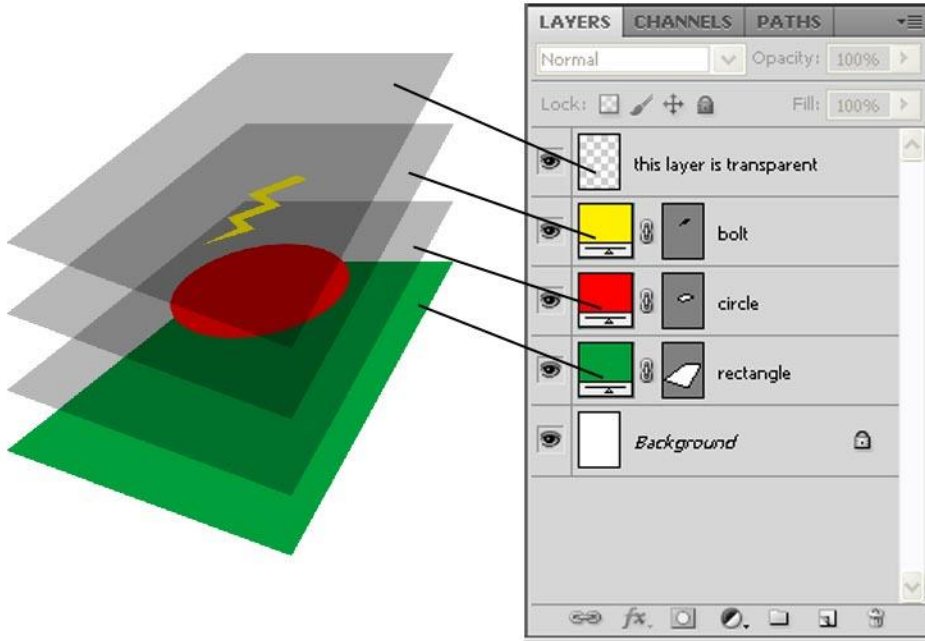 LAYERS CHANNELS PATHS
Normal Opacity: 100%
Lock: Fill: 100%
this layer is transparent
bolt
circle
rectangle
Background
fx.